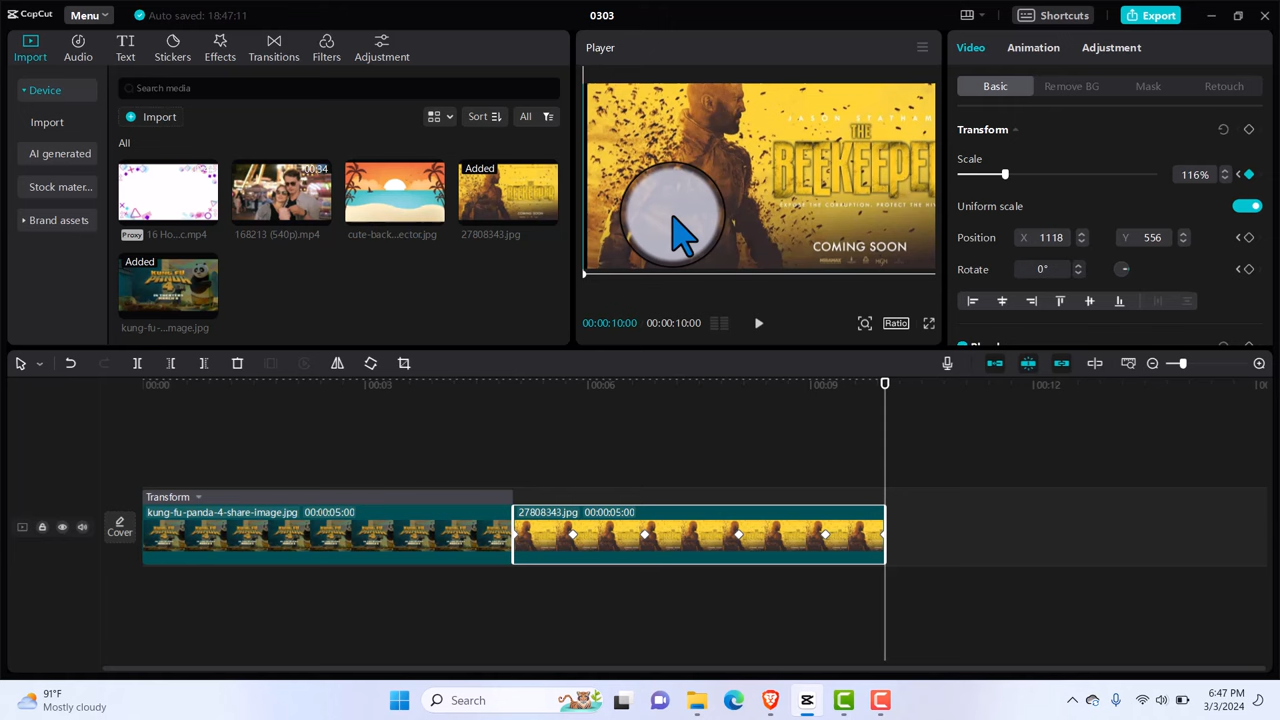 CapCut
Menu
Auto saved: 18:47:11
0303
Shortcuts
Export
Import
Audio
Text
Stickers
Effects
Transitions
Filters
Adjustment
Device
Import
AI generated
Stock mater...
Brand assets
Search media
Import
Sort
All
All
Proxy
16 Ho...c.mp4
00:34
168213 (540p).mp4
cute-back...ector.jpg
Added
27808343.jpg
Added
kung-fu-...mage.jpg
Player
JASON STATHAM
THE
BEEKEEPER
COMING SOON
00:00:10:00
00:00:10:00
Ratio
Video
Animation
Adjustment
Basic
Remove BG
Mask
Retouch
Transform
Scale
116%
Uniform scale
Position
X 1118
Y 556
Rotate
0°
00:00
00:03
00:06
00:09
00:12
Cover
Transform
kung-fu-panda-4-share-image.jpg 00:00:05:00
27808343.jpg 00:00:05:00
91°F
Mostly cloudy
Search
6:47 PM
3/3/2024